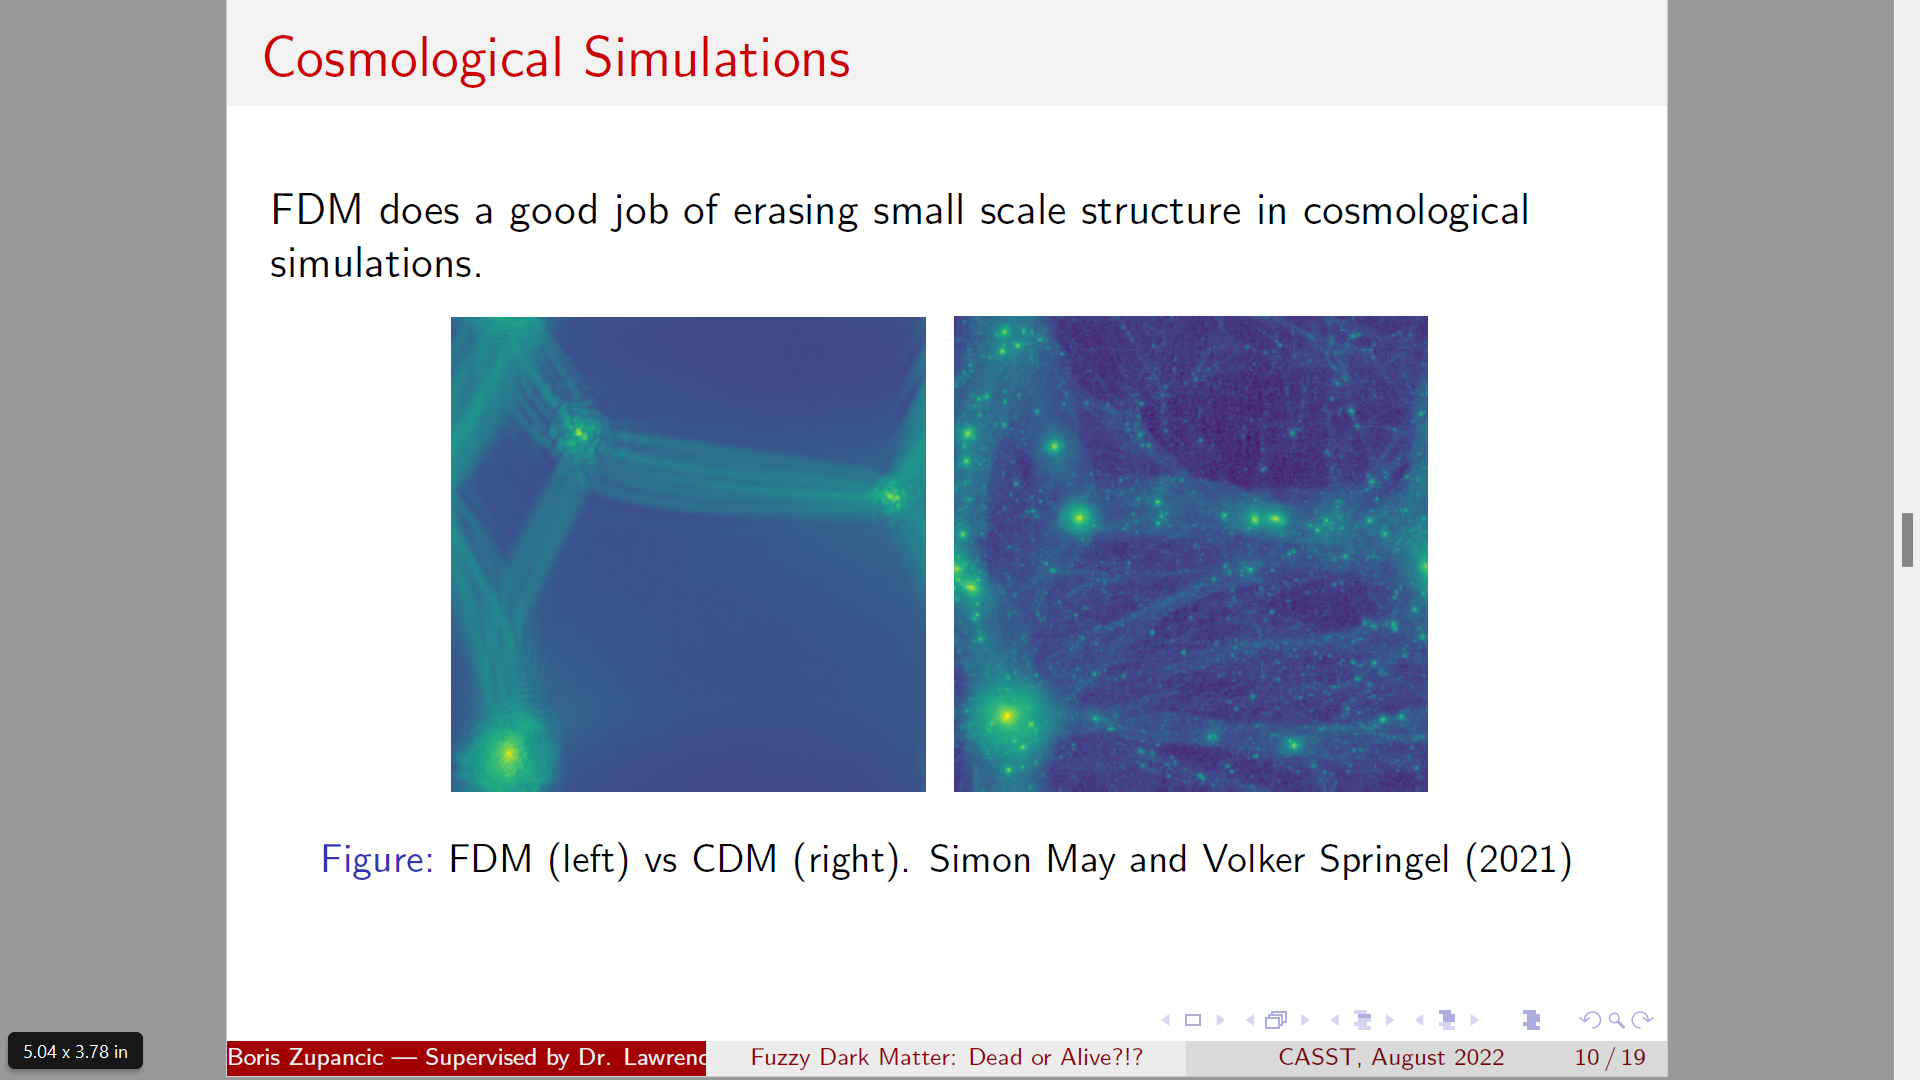 Cosmological Simulations
FDM does a good job of erasing small scale structure in cosmological
simulations.
Figure: FDM (left) vs CDM (right). Simon May and Volker Springel (2021)
5.04 x 3.78 in
Boris Zupancic — Supervised by Dr. Lawrenc
Fuzzy Dark Matter: Dead or Alive?!?
CASST, August 2022
10 / 19